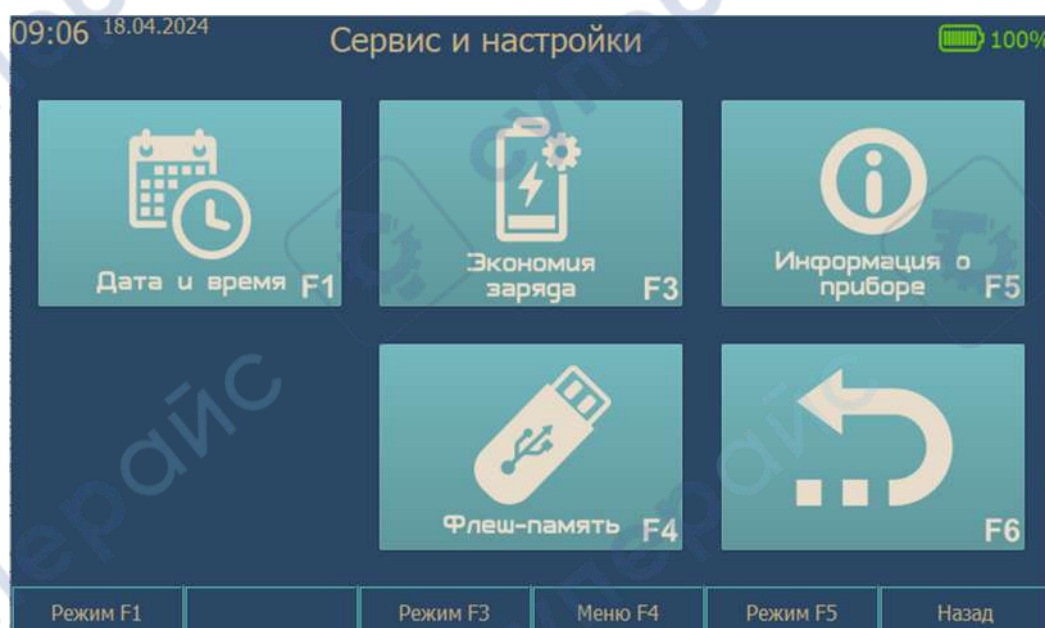 09:06 18.04.2024 Сервис и настройки 100%
Дата и время F1
Экономия
заряда F3
Информация о
приборе F5
Флеш-память F4
F6
Режим F1 Режим F3 Меню F4 Режим F5 Назад
суперайс